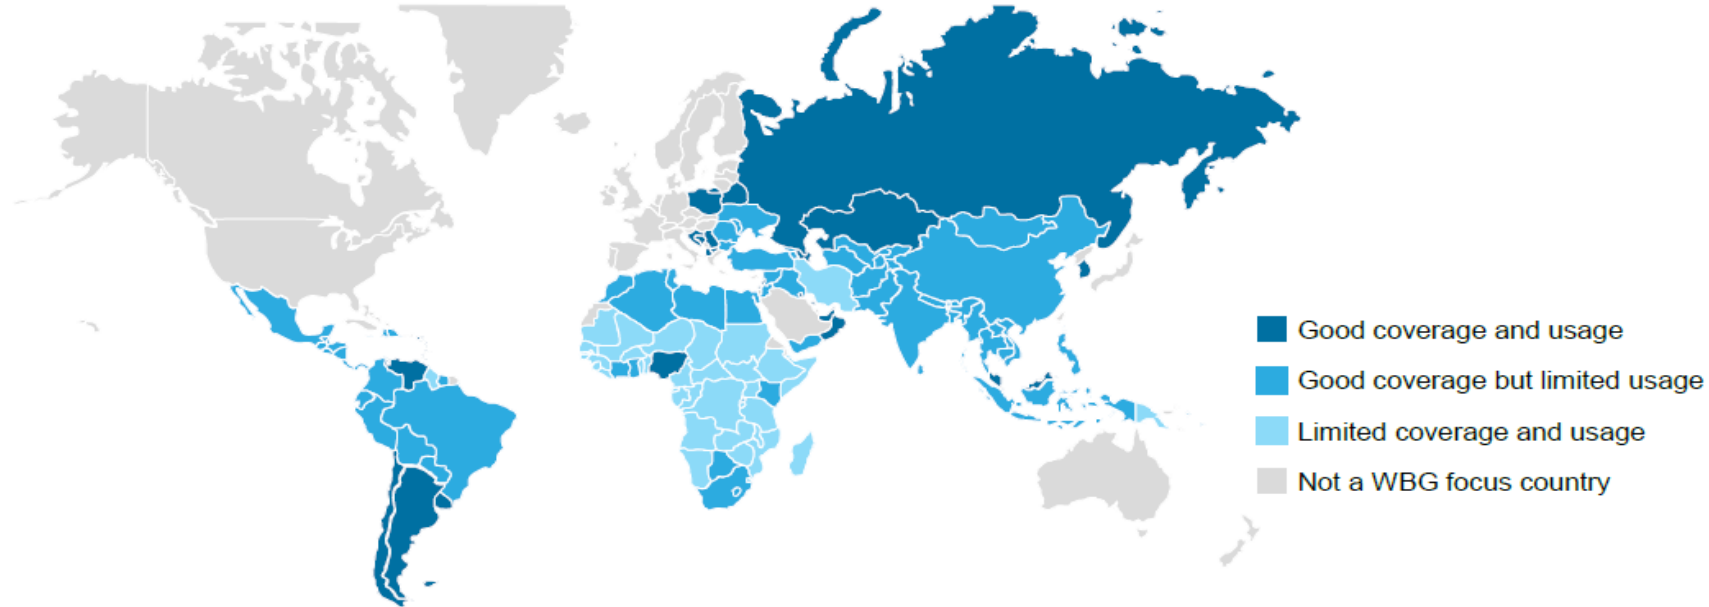 Good coverage and usage
Good coverage but limited usage
Limited coverage and usage
Not a WBG focus country